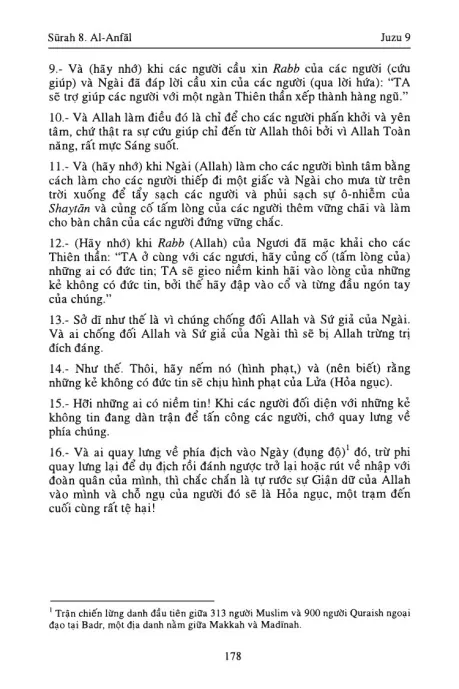 Sūrah 8. Al-Anfāl Juzu 9
9.- Và (hãy nhớ) khi các người cầu xin Rabb của các người (cứu
giúp) và Ngài đã đáp lời cầu xin của các người (qua lời hứa): “TA
sẽ trợ giúp các người với một ngàn Thiên thần xếp thành hàng ngũ.”
10.- Và Allah làm điều đó là chỉ để cho các người phấn khởi và yên
tâm, chứ thật ra sự cứu giúp chỉ đến từ Allah thôi bởi vì Allah Toàn
năng, rất mực Sáng suốt.
11.- Và (hãy nhớ) khi Ngài (Allah) làm cho các người bình tâm bằng
cách làm cho các người thiếp đi một giấc và Ngài cho mưa từ trên
trời xuống để tẩy sạch các người và phủi sạch sự ô-nhiễm của
Shaytān và củng cố tấm lòng của các người thêm vững chãi và làm
cho bàn chân của các người đứng vững chắc.
12.- (Hãy nhớ) khi Rabb (Allah) của Ngươi đã mặc khải cho các
Thiên thần: “TA ở cùng với các ngươi, hãy củng cố (tấm lòng của)
những ai có đức tin; TA sẽ gieo niềm kinh hãi vào lòng của những
kẻ không có đức tin, bởi thế hãy đập vào cổ và từng đầu ngón tay
của chúng.”
13.- Sở dĩ như thế là vì chúng chống đối Allah và Sứ giả của Ngài.
Và ai chống đối Allah và Sứ giả của Ngài thì sẽ bị Allah trừng trị
đích đáng.
14.- Như thế. Thôi, hãy nếm nó (hình phạt,) và (nên biết) rằng
những kẻ không có đức tin sẽ chịu hình phạt của Lửa (Hỏa ngục).
15.- Hỡi những ai có niềm tin! Khi các người đối diện với những kẻ
không tin đang dàn trận để tấn công các người, chớ quay lưng về
phía chúng.
16.- Và ai quay lưng về phía địch vào Ngày (đụng độ)¹ đó, trừ phi
quay lưng lại để dụ địch rồi đánh ngược trở lại hoặc rút về nhập với
đoàn quân của mình, thì chắc chắn là tự rước sự Giận dữ của Allah
vào mình và chỗ ngụ của người đó sẽ là Hỏa ngục, một trạm đến
cuối cùng rất tệ hại!
¹ Trận chiến lừng danh đầu tiên giữa 313 người Muslim và 900 người Quraish ngoại
đạo tại Badr, một địa danh nằm giữa Makkah và Madīnah.
178